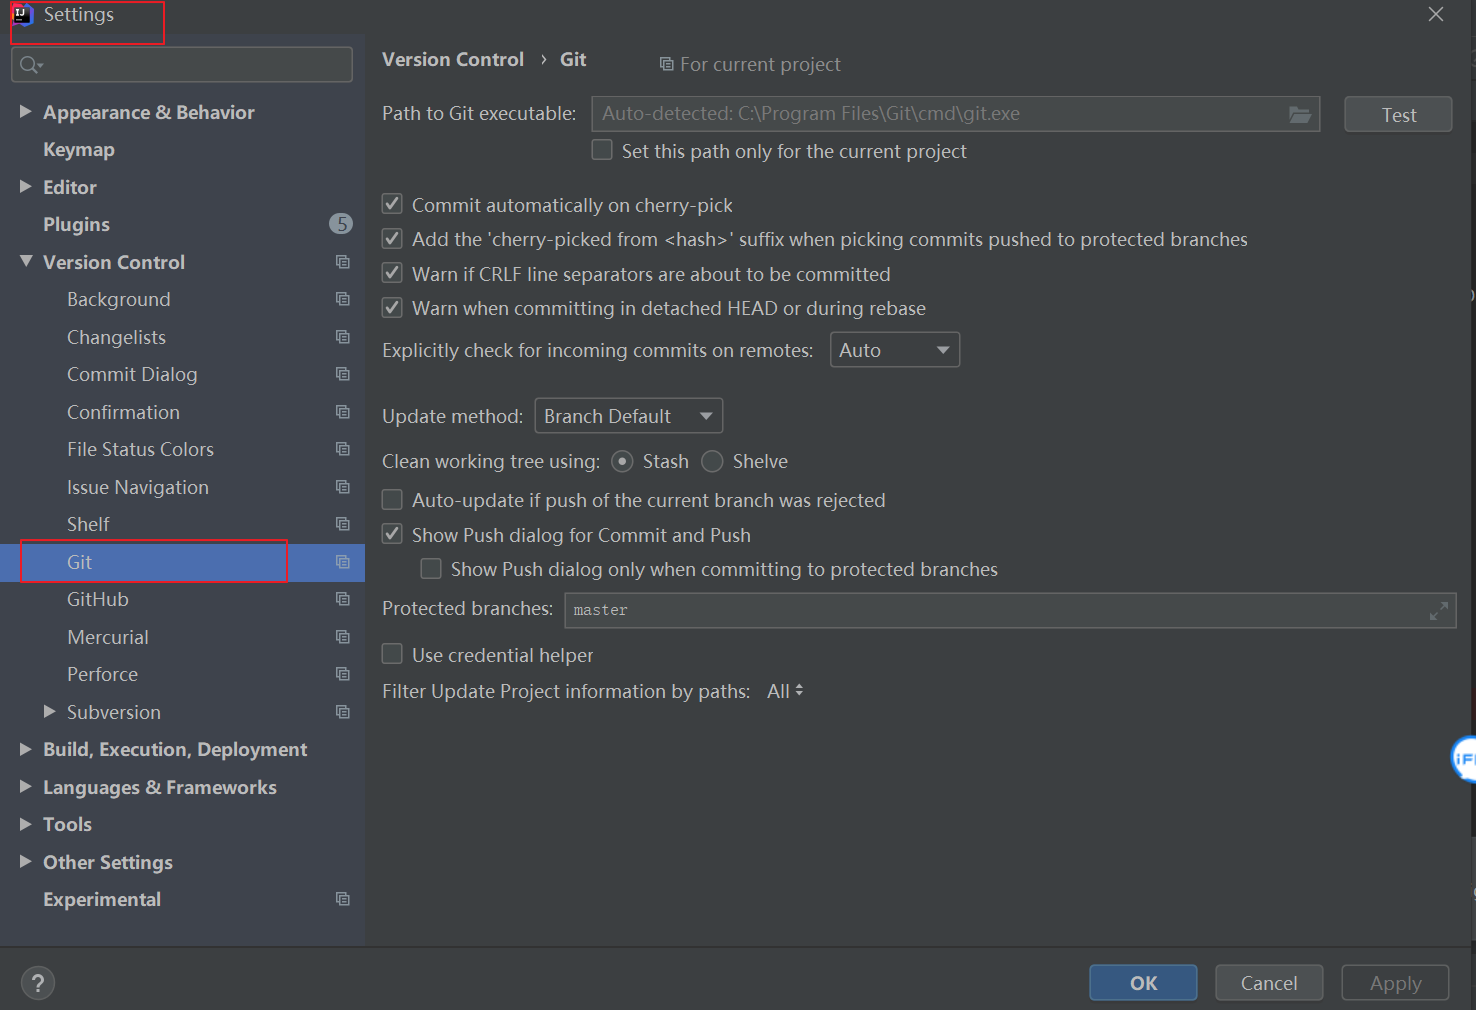 Settings
Appearance & Behavior
Keymap
Editor
Plugins 5
Version Control
Background
Changelists
Commit Dialog
Confirmation
File Status Colors
Issue Navigation
Shelf
Git
GitHub
Mercurial
Perforce
Subversion
Build, Execution, Deployment
Languages & Frameworks
Tools
Other Settings
Experimental
Version Control › Git For current project
Path to Git executable: Auto-detected: C:\Program Files\Git\cmd\git.exe Test
Set this path only for the current project
Commit automatically on cherry-pick
Add the 'cherry-picked from <hash>' suffix when picking commits pushed to protected branches
Warn if CRLF line separators are about to be committed
Warn when committing in detached HEAD or during rebase
Explicitly check for incoming commits on remotes: Auto
Update method: Branch Default
Clean working tree using: Stash Shelve
Auto-update if push of the current branch was rejected
Show Push dialog for Commit and Push
Show Push dialog only when committing to protected branches
Protected branches: master
Use credential helper
Filter Update Project information by paths: All
? OK Cancel Apply